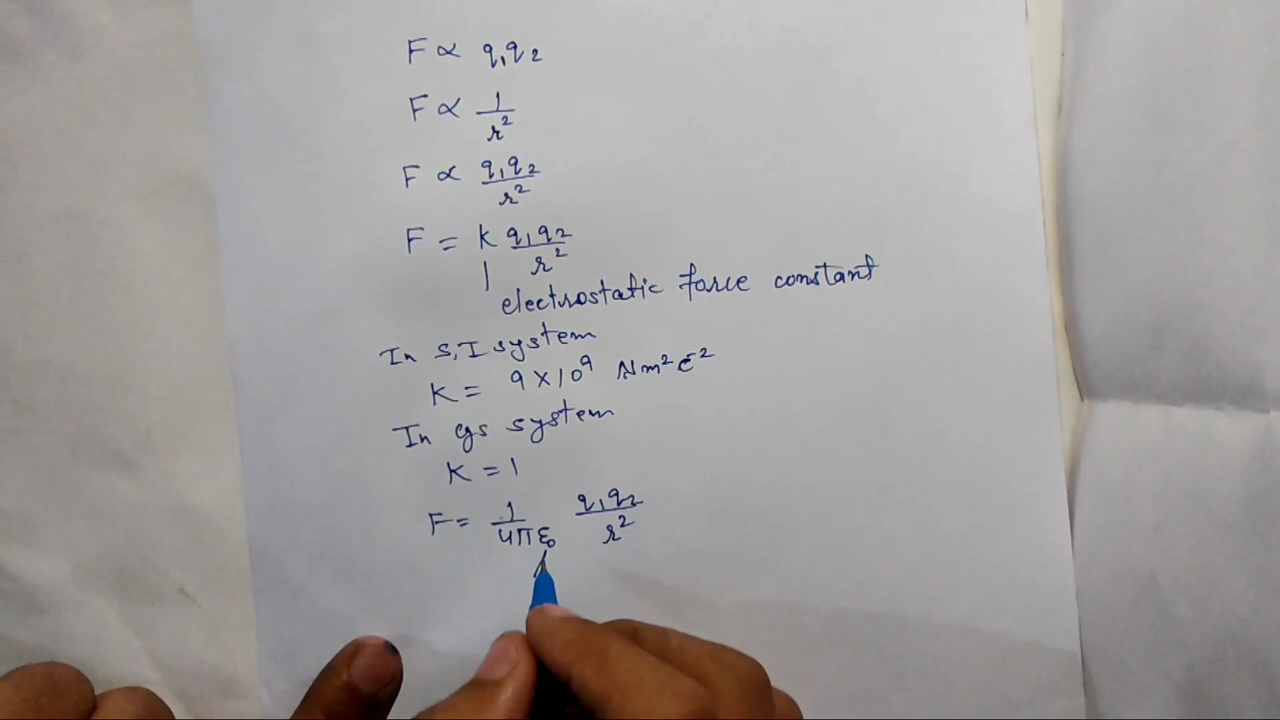 F ∝ q₁q₂
F ∝ 1/r²
F ∝ q₁q₂/r²
F = K q₁q₂/r²
electrostatic force constant
In S.I system
K = 9 X 10⁹ Nm²C⁻²
In gs system
K = 1
F = 1/4πε₀ q₁q₂/r²